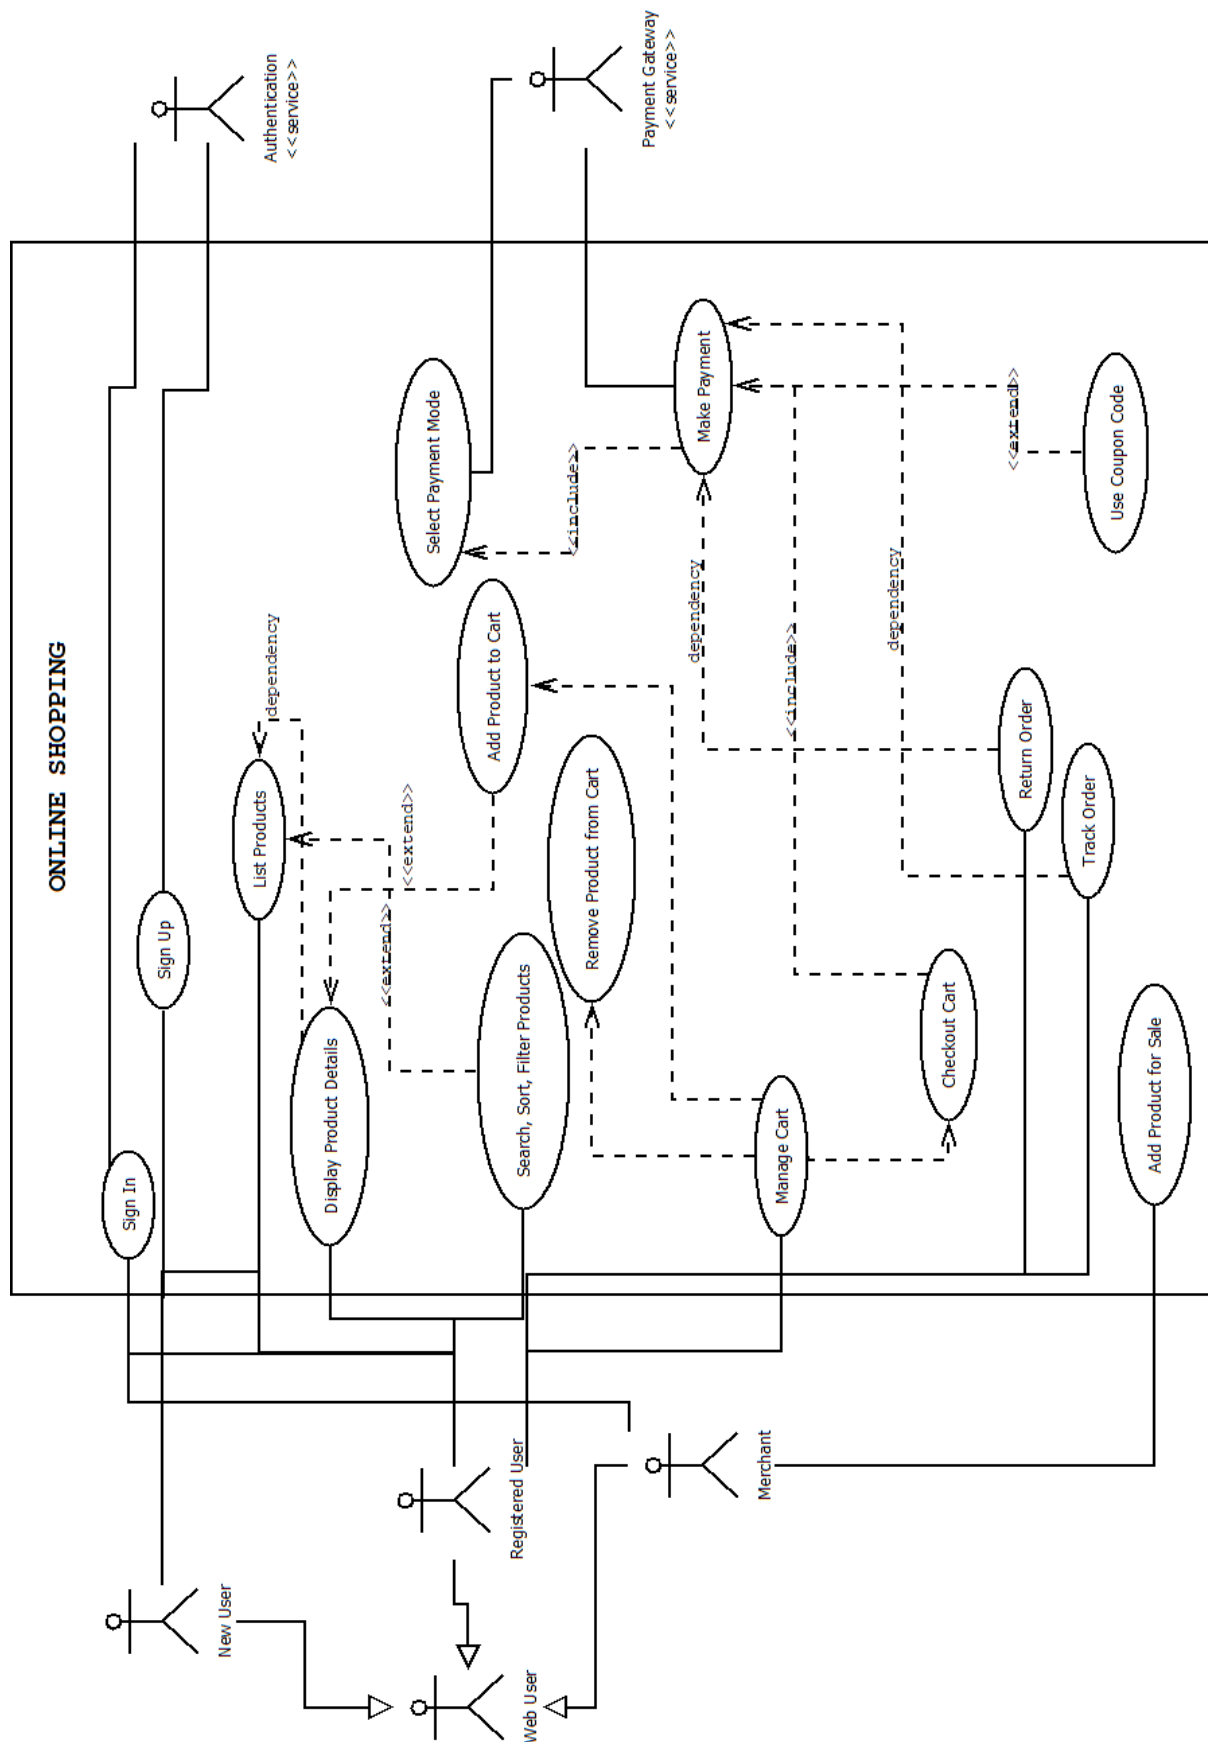 ONLINE SHOPPING
Authentication
<<service>>
Payment Gateway
<<service>>
New User
Web User
Registered User
Merchant
Sign In
Sign Up
List Products
dependency
Display Product Details
<<extend>>
<<extend>>
Search, Sort, Filter Products
Add Product to Cart
Remove Product from Cart
Select Payment Mode
<<include>>
Make Payment
dependency
<<include>>
dependency
<<extend>>
Manage Cart
Checkout Cart
Return Order
Track Order
Use Coupon Code
Add Product for Sale